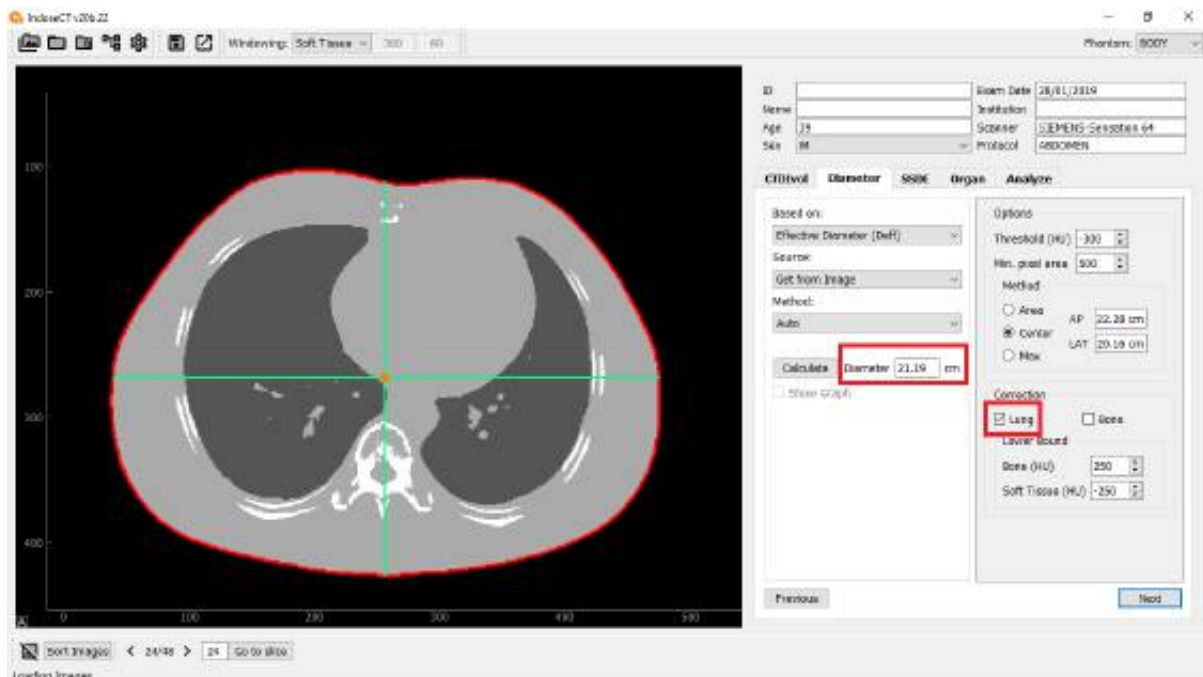 IndoseCT v20b.22
Windowing: Soft Tissue 360 60 Phantom: BODY
ID Exam Date 28/01/2019
Name Institution
Age 39 Scanner SIEMENS-Sensation 64
Sex M Protocol ABDOMEN
CTDIvol Diameter SSDE Organ Analyze
Based on: Options
Effective Diameter (Deff) Threshold (HU) -300
Source: Min. pixel area 500
Get from Image Method
Method: Area AP 22.28 cm
Auto Center LAT 20.16 cm
Max
Calculate Diameter 21.19 cm
Show Graph Correction
Lung Bone
Lower Bound
Bone (HU) 250
Soft Tissue (HU) -250
Previous Next
100
200
300
400
0 100 200 300 400 500
Sort Images 24/48 24 Go to slice
Loading Images